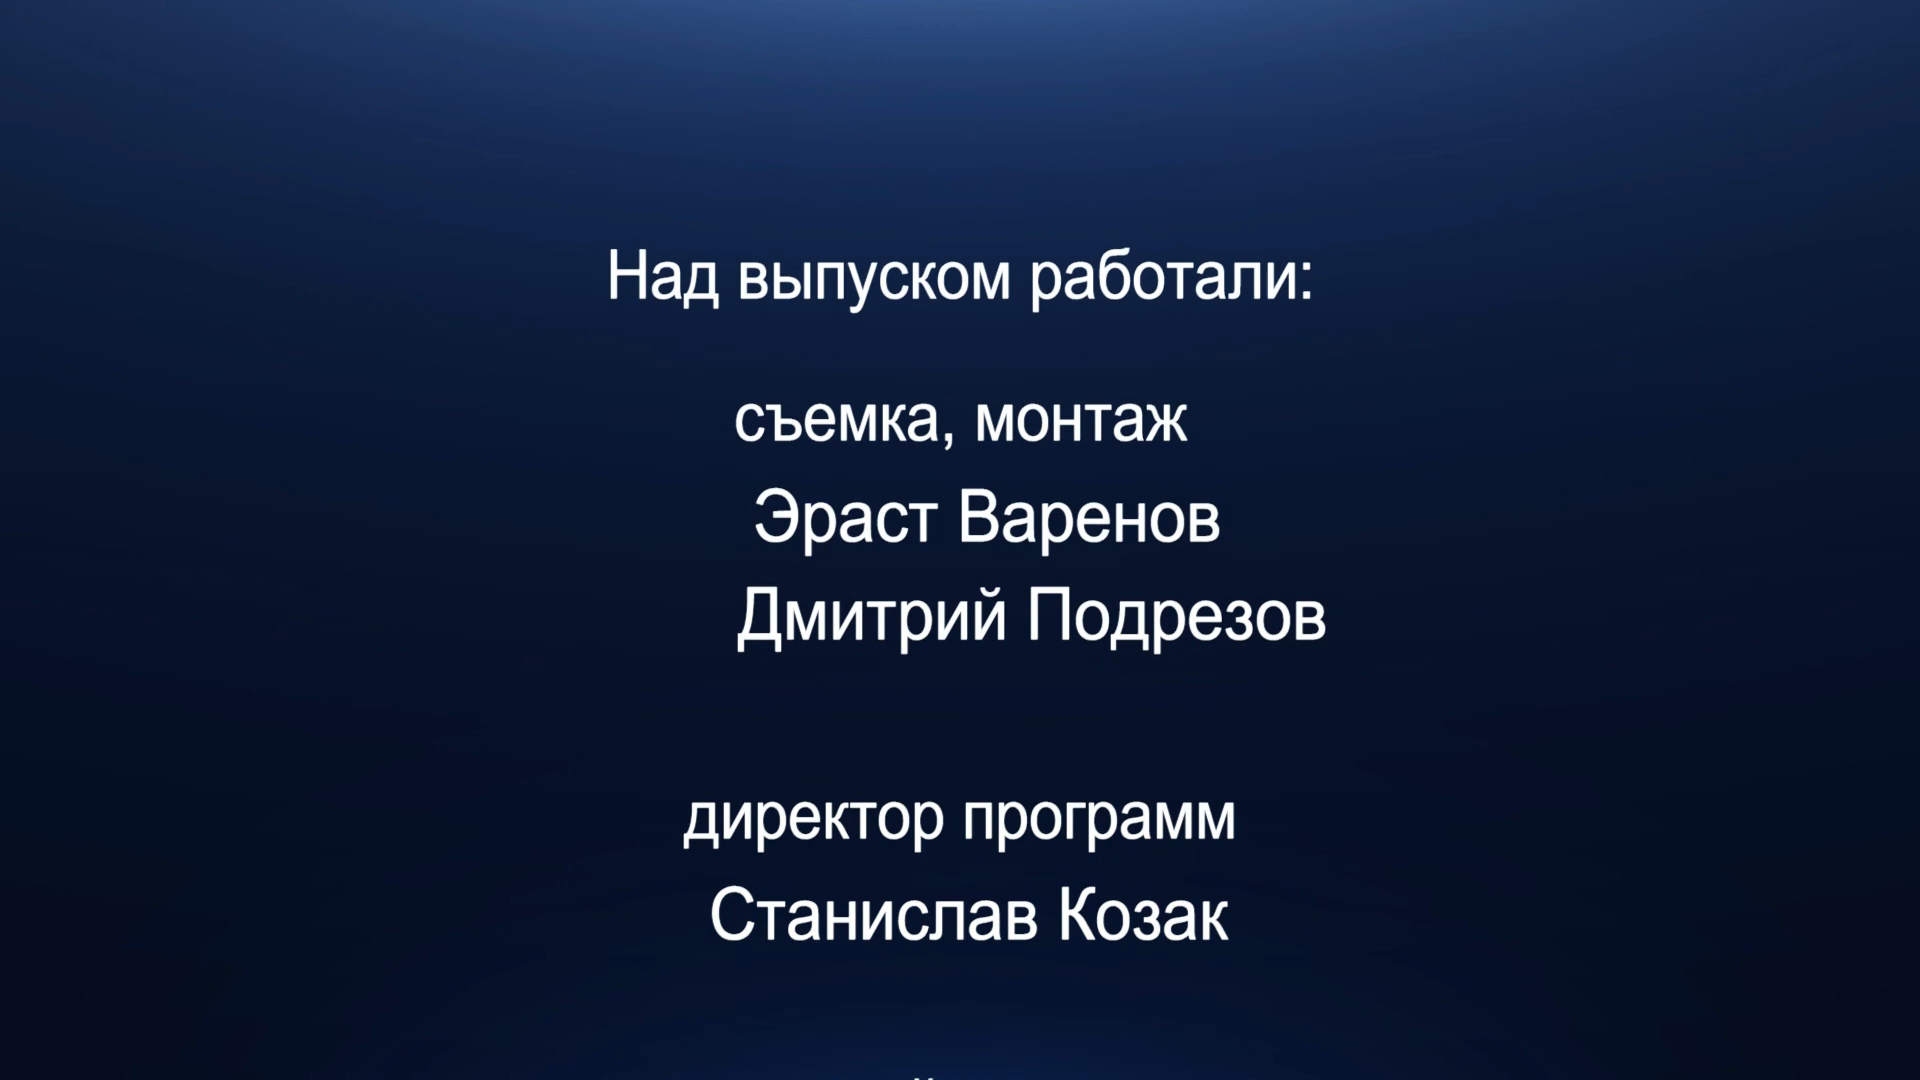 Над выпуском работали:
съемка, монтаж
Эраст Варенов
Дмитрий Подрезов
директор программ
Станислав Козак